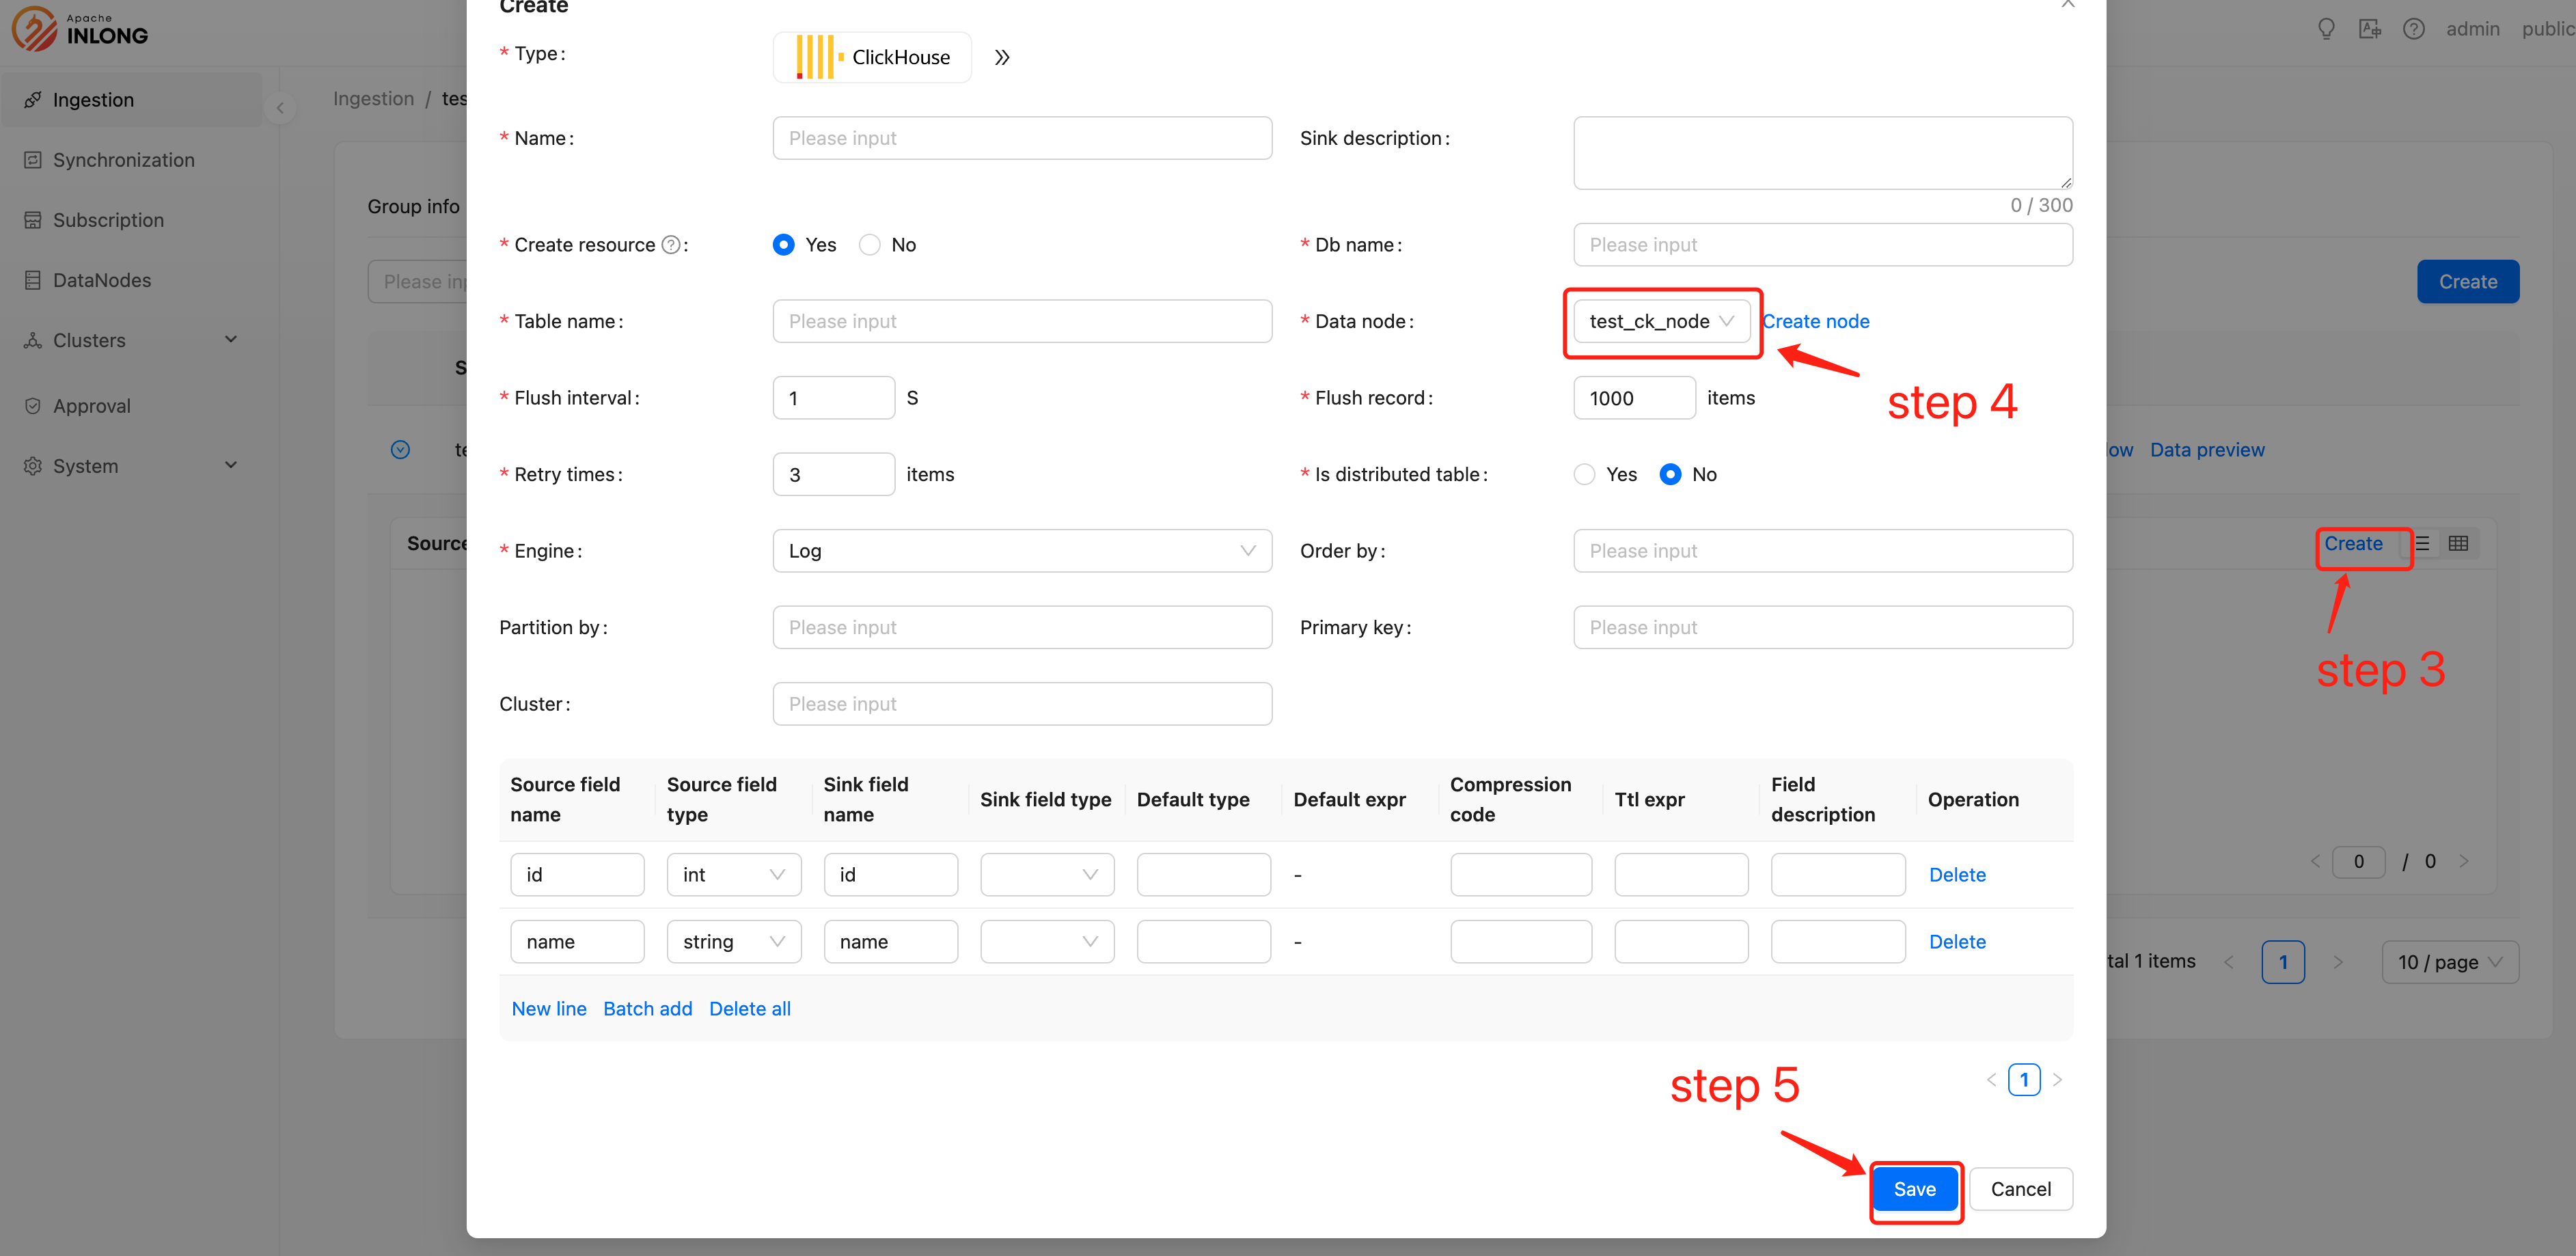 Apache
INLONG
admin
public
Ingestion
Synchronization
Subscription
DataNodes
Clusters
Approval
System
Ingestion / tes
Group info
Please in
Create
Data preview
Source
Create
step 3
0 / 0
1 items
1
10 / page
Create
* Type:
ClickHouse
* Name:
Please input
Sink description:
0 / 300
* Create resource ?:
Yes
No
* Db name:
Please input
* Table name:
Please input
* Data node:
test_ck_node
Create node
step 4
* Flush interval:
1
S
* Flush record:
1000
items
* Retry times:
3
items
* Is distributed table:
Yes
No
* Engine:
Log
Order by:
Please input
Partition by:
Please input
Primary key:
Please input
Cluster:
Please input
Source field name
Source field type
Sink field name
Sink field type
Default type
Default expr
Compression code
Ttl expr
Field description
Operation
id
int
id
-
Delete
name
string
name
-
Delete
New line
Batch add
Delete all
1
step 5
Save
Cancel